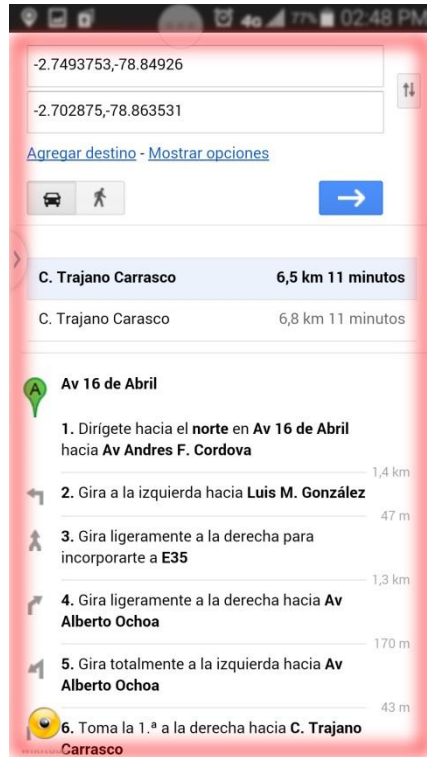 4G 77% 02:48 PM
-2.7493753,-78.84926
-2.702875,-78.863531
Agregar destino - Mostrar opciones
C. Trajano Carrasco 6,5 km 11 minutos
C. Trajano Carasco 6,8 km 11 minutos
A Av 16 de Abril
1. Dirígete hacia el norte en Av 16 de Abril
hacia Av Andres F. Cordova
1,4 km
2. Gira a la izquierda hacia Luis M. González
47 m
3. Gira ligeramente a la derecha para
incorporarte a E35
1,3 km
4. Gira ligeramente a la derecha hacia Av
Alberto Ochoa
170 m
5. Gira totalmente a la izquierda hacia Av
Alberto Ochoa
43 m
6. Toma la 1.ª a la derecha hacia C. Trajano
Carrasco